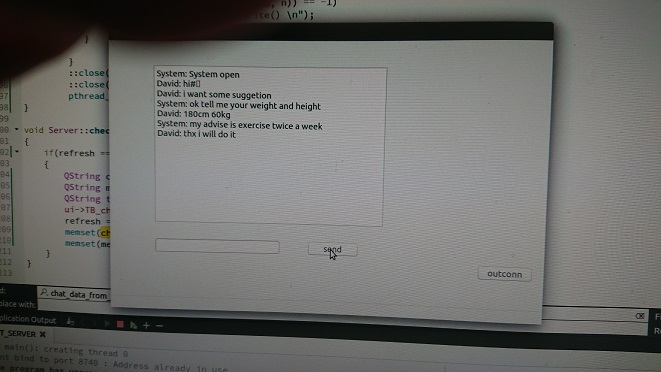 == -1)
\n");
}
}
::close(
::close(
pthread_
}
void Server::chec
{
if(refresh ==
{
QString
QString
QString
ui->TB_ch
refresh =
memset(ch
memset(me
}
}
System: System open
David: hi#▯
David: i want some suggetion
System: ok tell me your weight and height
David: 180cm 60kg
System: my advise is exercise twice a week
David: thx i will do it
send
outconn
chat_data_from_
place with:
plication Output
T_SERVER
main(): creating thread 0
bind to port 8740 : Address already in use